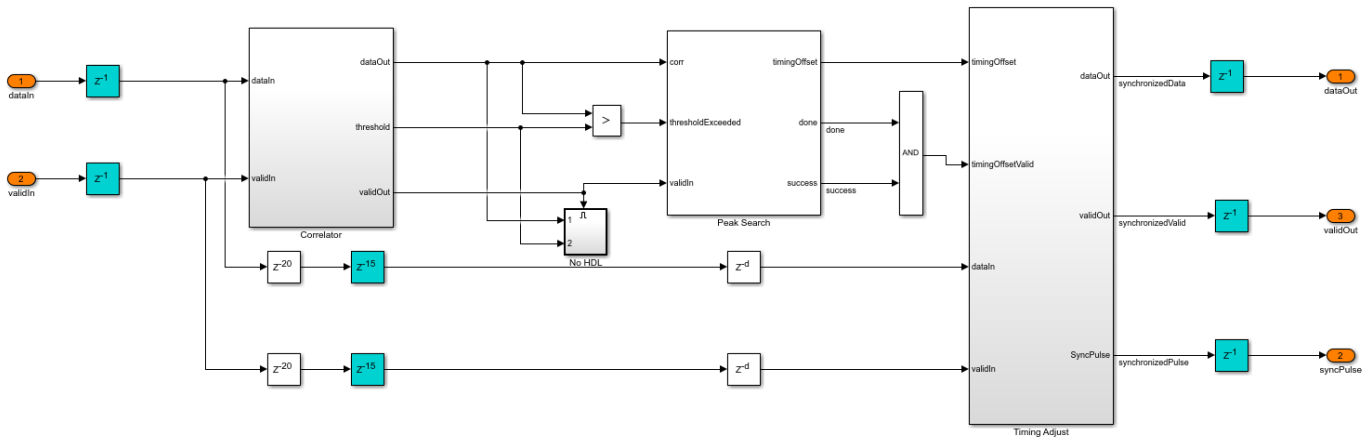 1
dataIn
z-1
2
validIn
z-1
dataIn
validIn
dataOut
threshold
validOut
Correlator
>
1
2
No HDL
z-20
z-15
z-d
z-20
z-15
z-d
corr
thresholdExceeded
validIn
timingOffset
done
success
Peak Search
done
success
AND
timingOffset
timingOffsetValid
dataIn
validIn
dataOut
validOut
SyncPulse
Timing Adjust
synchronizedData
synchronizedValid
synchronizedPulse
z-1
z-1
z-1
1
dataOut
3
validOut
2
syncPulse